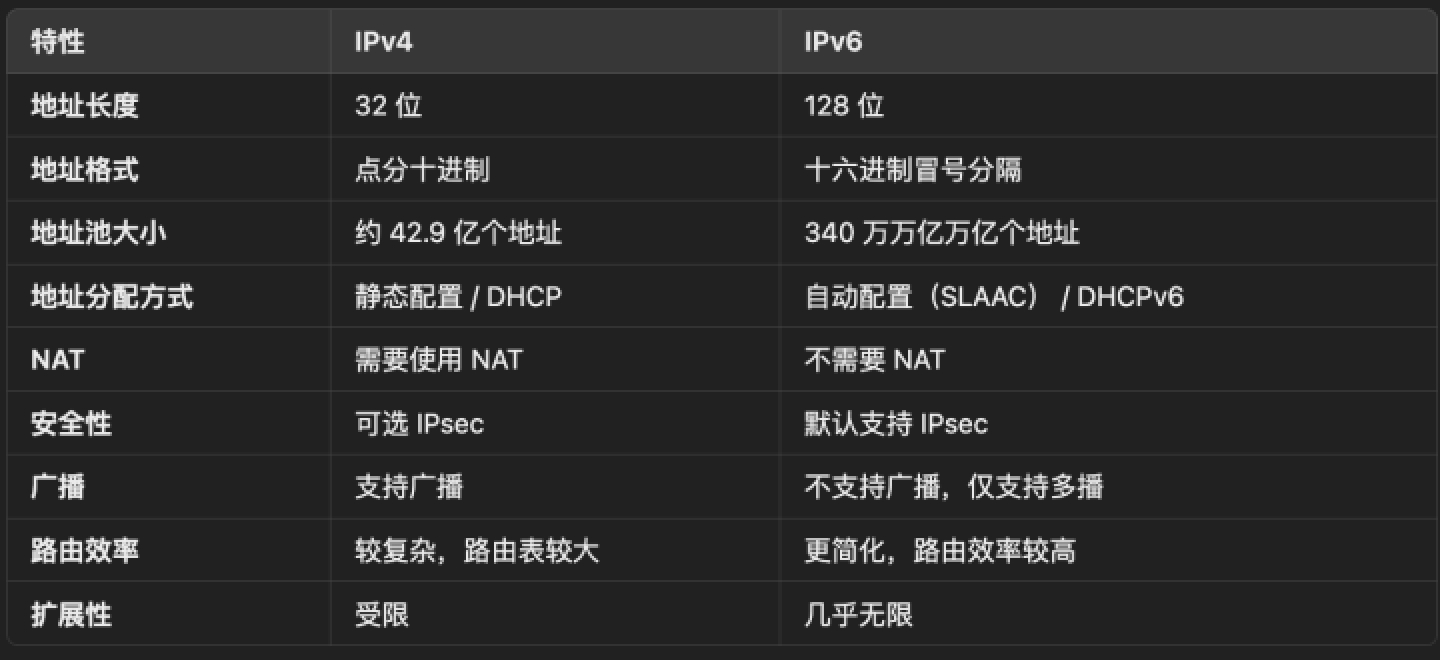 特性 IPv4 IPv6
地址长度 32 位 128 位
地址格式 点分十进制 十六进制冒号分隔
地址池大小 约 42.9 亿个地址 340 万万亿万亿个地址
地址分配方式 静态配置 / DHCP 自动配置（SLAAC） / DHCPv6
NAT 需要使用 NAT 不需要 NAT
安全性 可选 IPsec 默认支持 IPsec
广播 支持广播 不支持广播，仅支持多播
路由效率 较复杂，路由表较大 更简化，路由效率较高
扩展性 受限 几乎无限